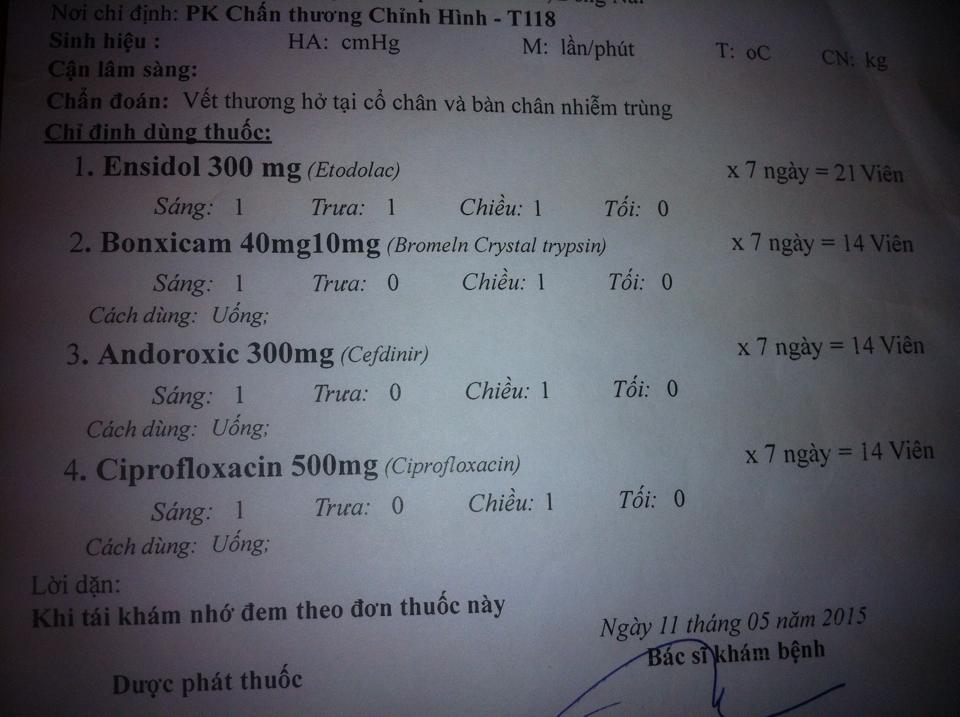 Nơi chỉ định: PK Chấn thương Chỉnh Hình - T118
Sinh hiệu : HA: cmHg M: lần/phút T: oC CN: kg
Cận lâm sàng:
Chẩn đoán: Vết thương hở tại cổ chân và bàn chân nhiễm trùng
Chỉ định dùng thuốc:
1. Ensidol 300 mg (Etodolac) x 7 ngày = 21 Viên
Sáng: 1 Trưa: 1 Chiều: 1 Tối: 0
2. Bonxicam 40mg10mg (Bromeln Crystal trypsin) x 7 ngày = 14 Viên
Sáng: 1 Trưa: 0 Chiều: 1 Tối: 0
Cách dùng: Uống;
3. Andoroxic 300mg (Cefdinir) x 7 ngày = 14 Viên
Sáng: 1 Trưa: 0 Chiều: 1 Tối: 0
Cách dùng: Uống;
4. Ciprofloxacin 500mg (Ciprofloxacin) x 7 ngày = 14 Viên
Sáng: 1 Trưa: 0 Chiều: 1 Tối: 0
Cách dùng: Uống;
Lời dặn:
Khi tái khám nhớ đem theo đơn thuốc này
Ngày 11 tháng 05 năm 2015
Bác sĩ khám bệnh
Dược phát thuốc